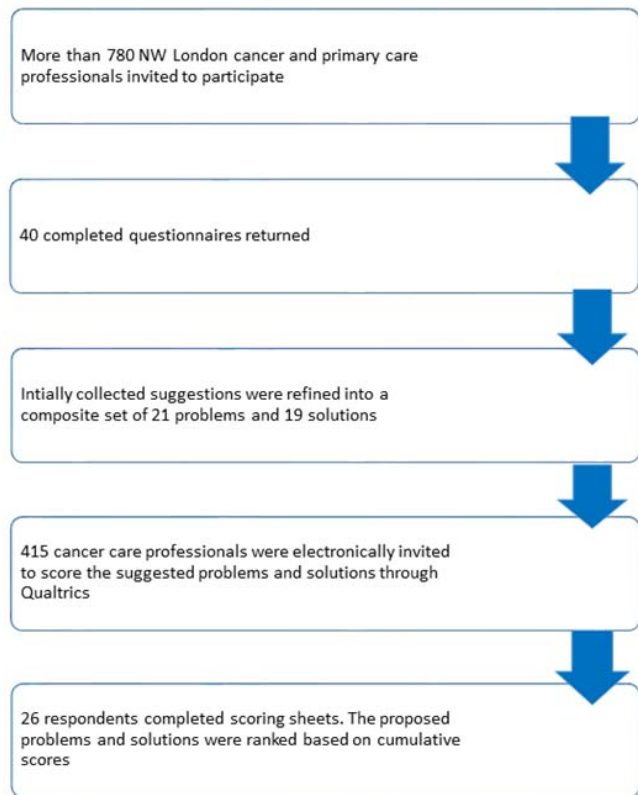 More than 780 NW London cancer and primary care
professionals invited to participate
40 completed questionnaires returned
Intially collected suggestions were refined into a
composite set of 21 problems and 19 solutions
415 cancer care professionals were electronically invited
to score the suggested problems and solutions through
Qualtrics
26 respondents completed scoring sheets. The proposed
problems and solutions were ranked based on cumulative
scores